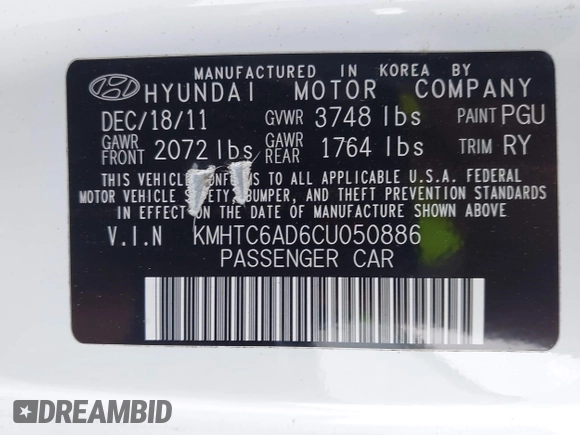 MANUFACTURED IN KOREA BY
HYUNDAI MOTOR COMPANY
DEC/18/11 GVWR 3748 lbs PAINT PGU
GAWR FRONT 2072 lbs GAWR REAR 1764 lbs TRIM RY
THIS VEHICLE CONFORMS TO ALL APPLICABLE U.S.A. FEDERAL
MOTOR VEHICLE SAFETY, BUMPER, AND THEFT PREVENTION STANDARDS
IN EFFECT ON THE DATE OF MANUFACTURE SHOWN ABOVE.
V.I.N KMHTC6AD6CU050886
PASSENGER CAR
DREAMBID